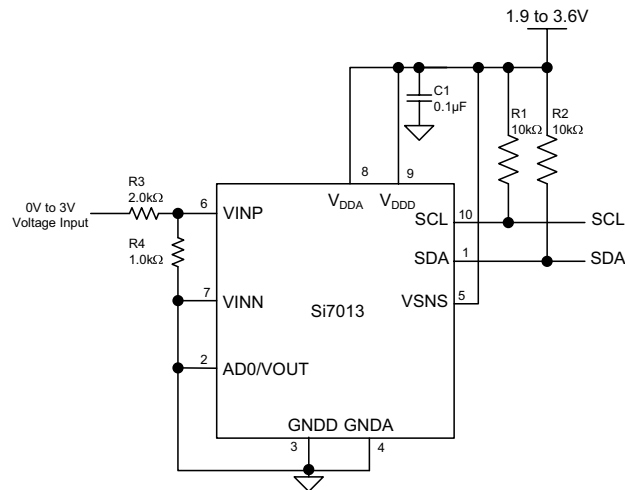 1.9 to 3.6V
C1
0.1µF
R1
10kΩ
R2
10kΩ
8
9
R3
2.0kΩ
0V to 3V
Voltage Input
6
VINP
VDDA
VDDD
SCL
10
SCL
R4
1.0kΩ
SDA
1
SDA
7
VINN
Si7013
VSNS
5
2
AD0/VOUT
GNDD GNDA
3
4